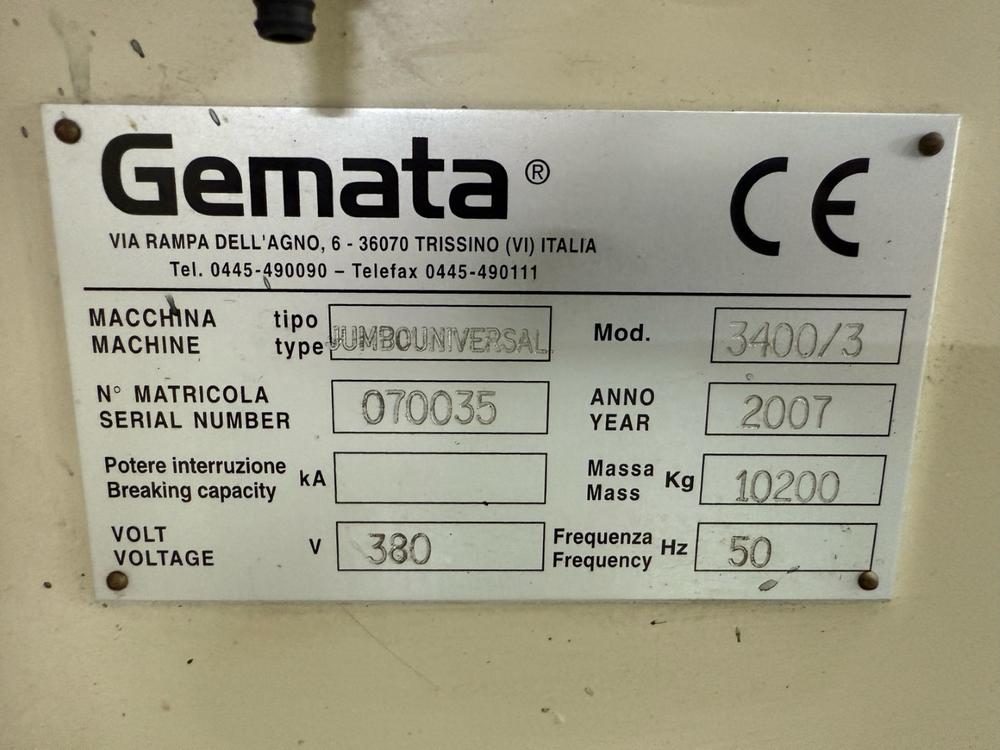 Gemata ®
CE
VIA RAMPA DELL'AGNO, 6 - 36070 TRISSINO (VI) ITALIA
Tel. 0445-490090 – Telefax 0445-490111
MACCHINA tipo
MACHINE type JUMBOUNIVERSAL Mod. 3400/3
N° MATRICOLA
SERIAL NUMBER 070035
ANNO
YEAR 2007
Potere interruzione
Breaking capacity kA
Massa
Mass Kg 10200
VOLT
VOLTAGE V 380
Frequenza
Frequency Hz 50